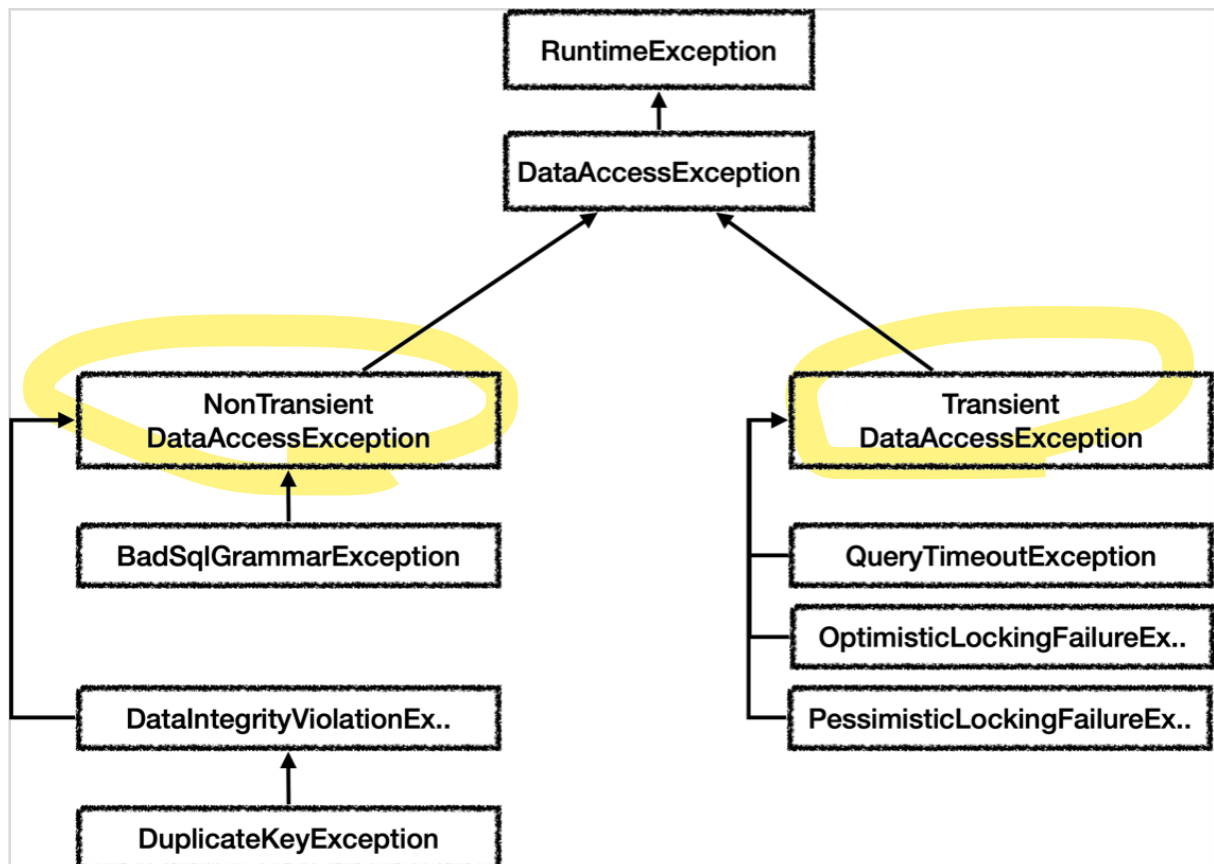 RuntimeException
DataAccessException
NonTransient
DataAccessException
Transient
DataAccessException
BadSqlGrammarException
QueryTimeoutException
OptimisticLockingFailureEx..
DataIntegrityViolationEx..
PessimisticLockingFailureEx..
DuplicateKeyException